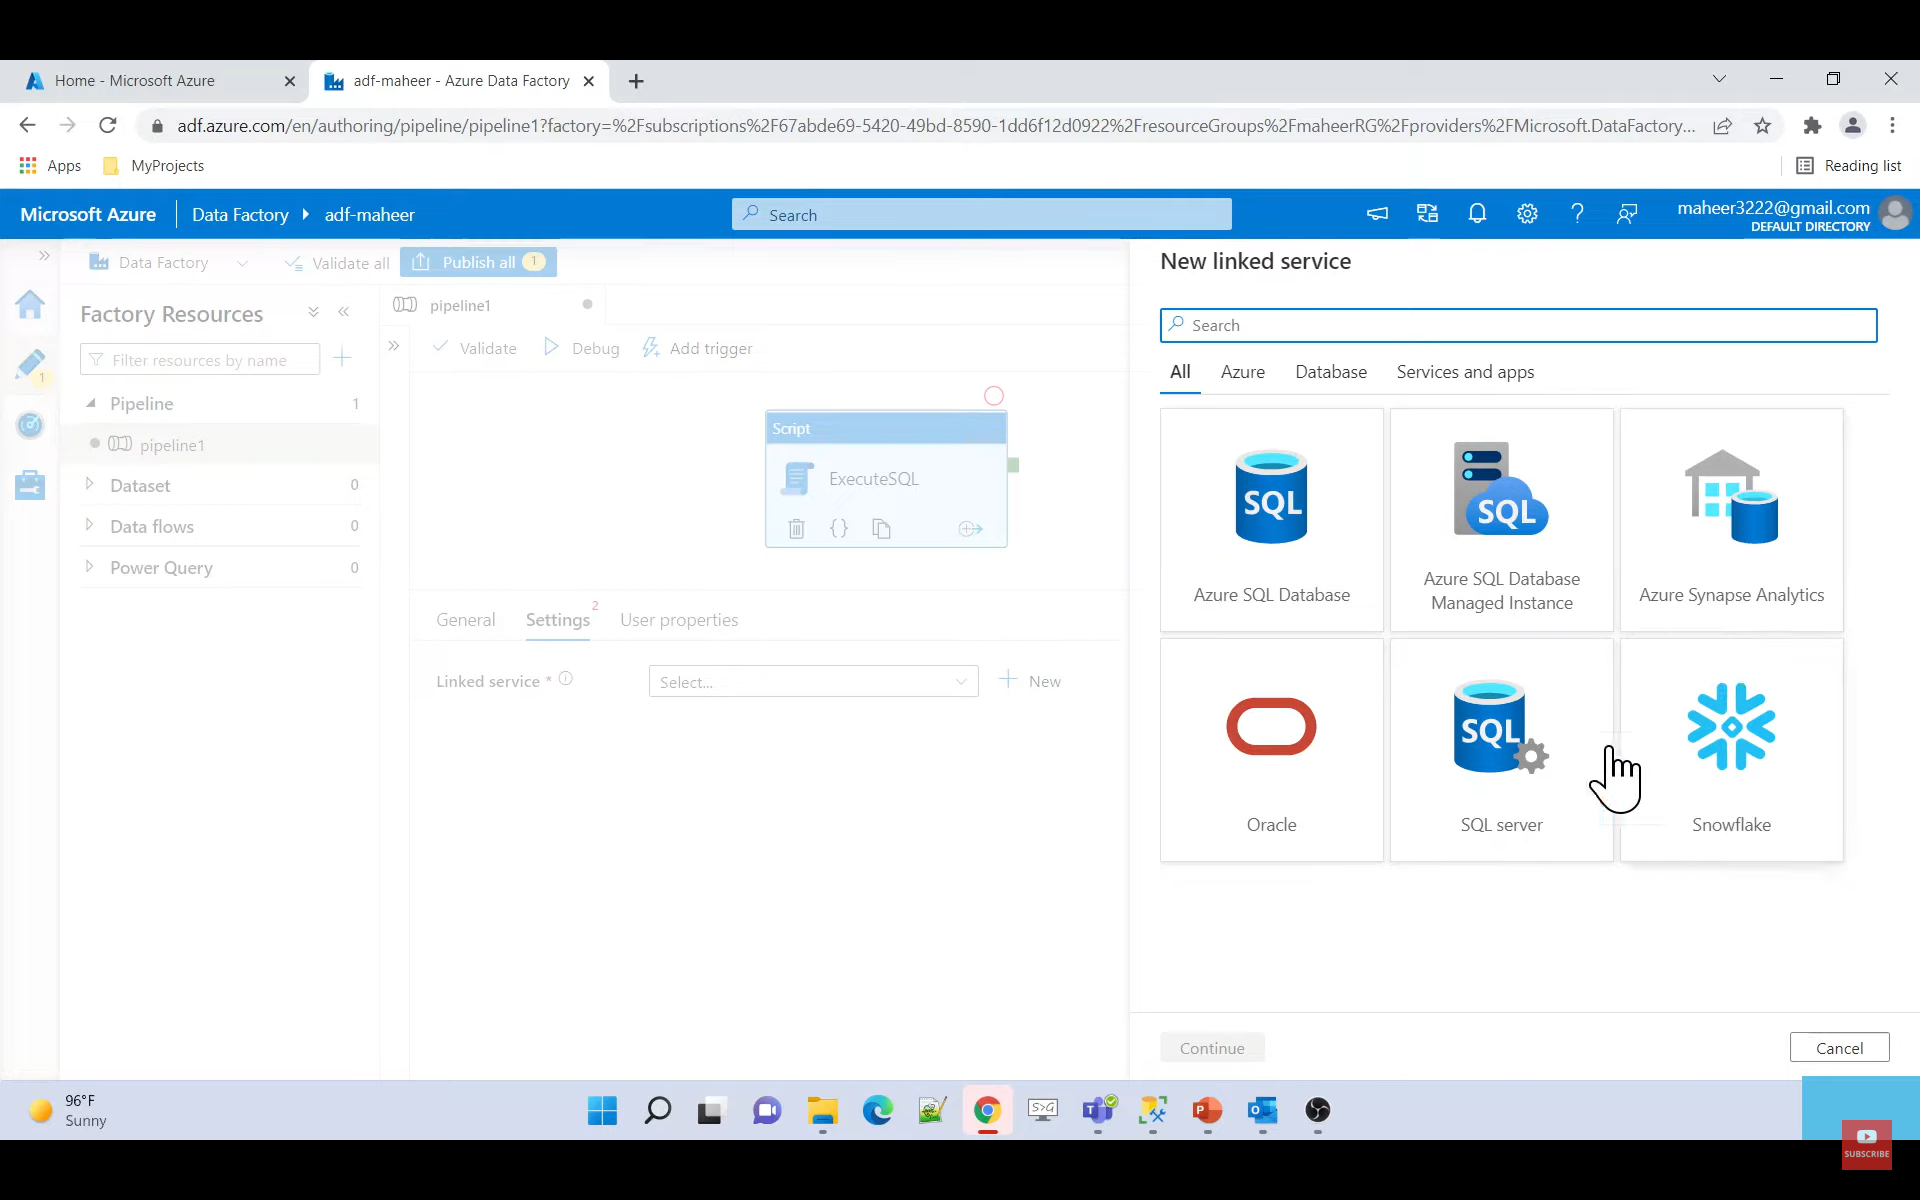 Home - Microsoft Azure
adf-maheer - Azure Data Factory
adf.azure.com/en/authoring/pipeline/pipeline1?factory=%2Fsubscriptions%2F67abde69-5420-49bd-8590-1dd6f12d0922%2FresourceGroups%2FmaheerRG%2Fproviders%2FMicrosoft.DataFactory...
Apps
MyProjects
Reading list
Microsoft Azure
Data Factory
adf-maheer
Search
maheer3222@gmail.com
DEFAULT DIRECTORY
Data Factory
Validate all
Publish all
1
Factory Resources
Filter resources by name
1
Pipeline
1
pipeline1
Dataset
0
Data flows
0
Power Query
0
pipeline1
Validate
Debug
Add trigger
Script
ExecuteSQL
General
Settings
2
User properties
Linked service *
Select...
New
New linked service
Search
All
Azure
Database
Services and apps
SQL
Azure SQL Database
SQL
Azure SQL Database
Managed Instance
Azure Synapse Analytics
Oracle
SQL
SQL server
Snowflake
Continue
Cancel
96°F
Sunny
SUBSCRIBE